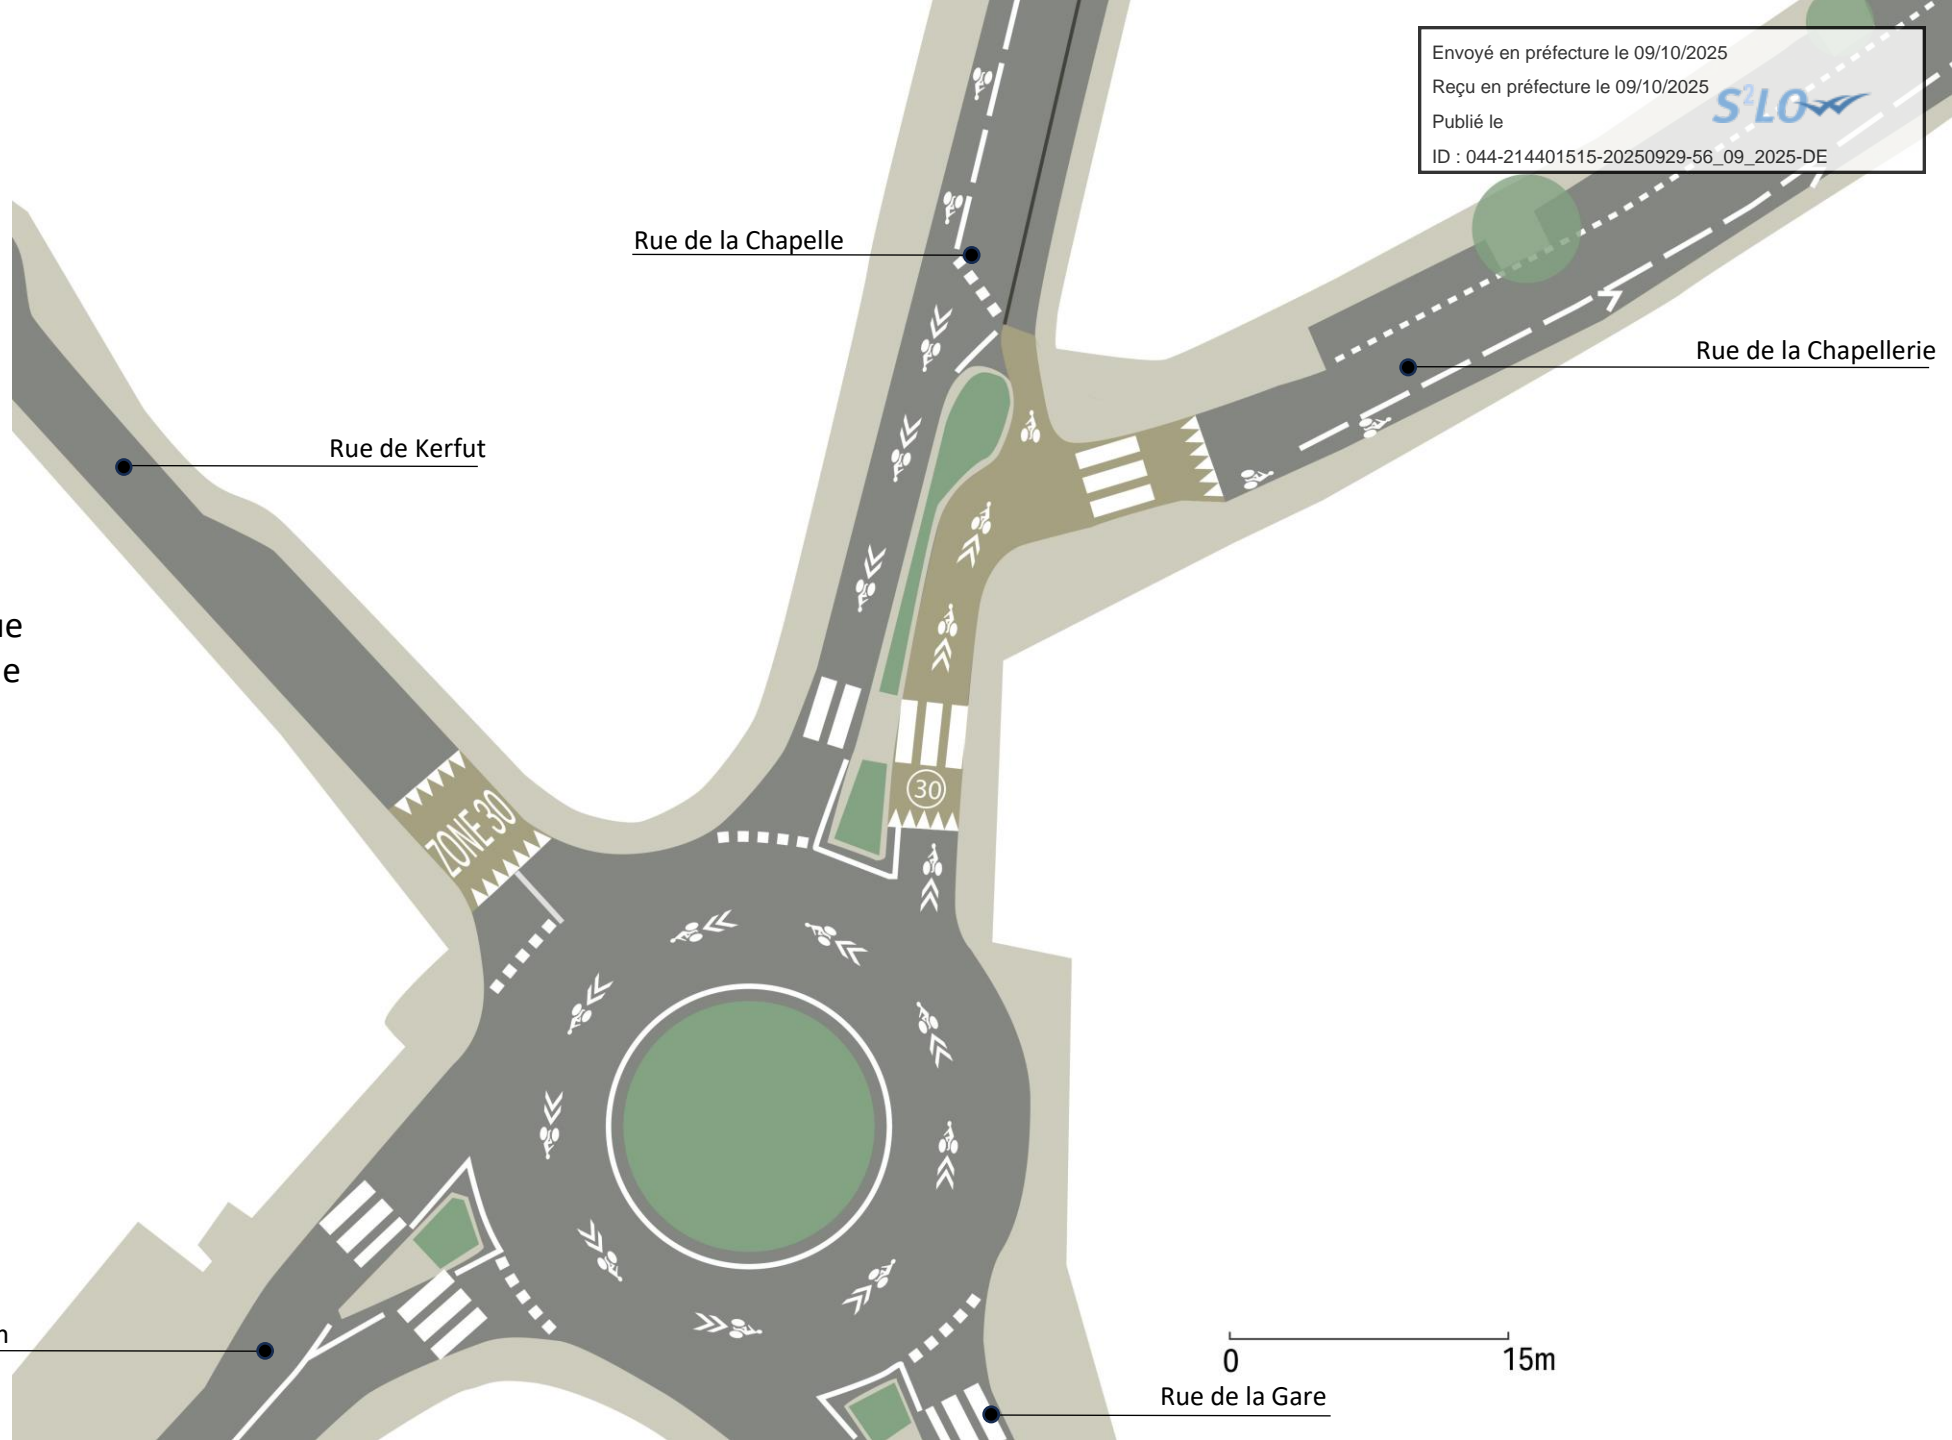 Envoyé en préfecture le 09/10/2025
Reçu en préfecture le 09/10/2025
Publié le
S²LO
ID : 044-214401515-20250929-56_09_2025-DE
Rue de la Chapelle
Rue de la Chapellerie
Rue de Kerfut
ue
e
30
ZONE 30
0
15m
Rue de la Gare